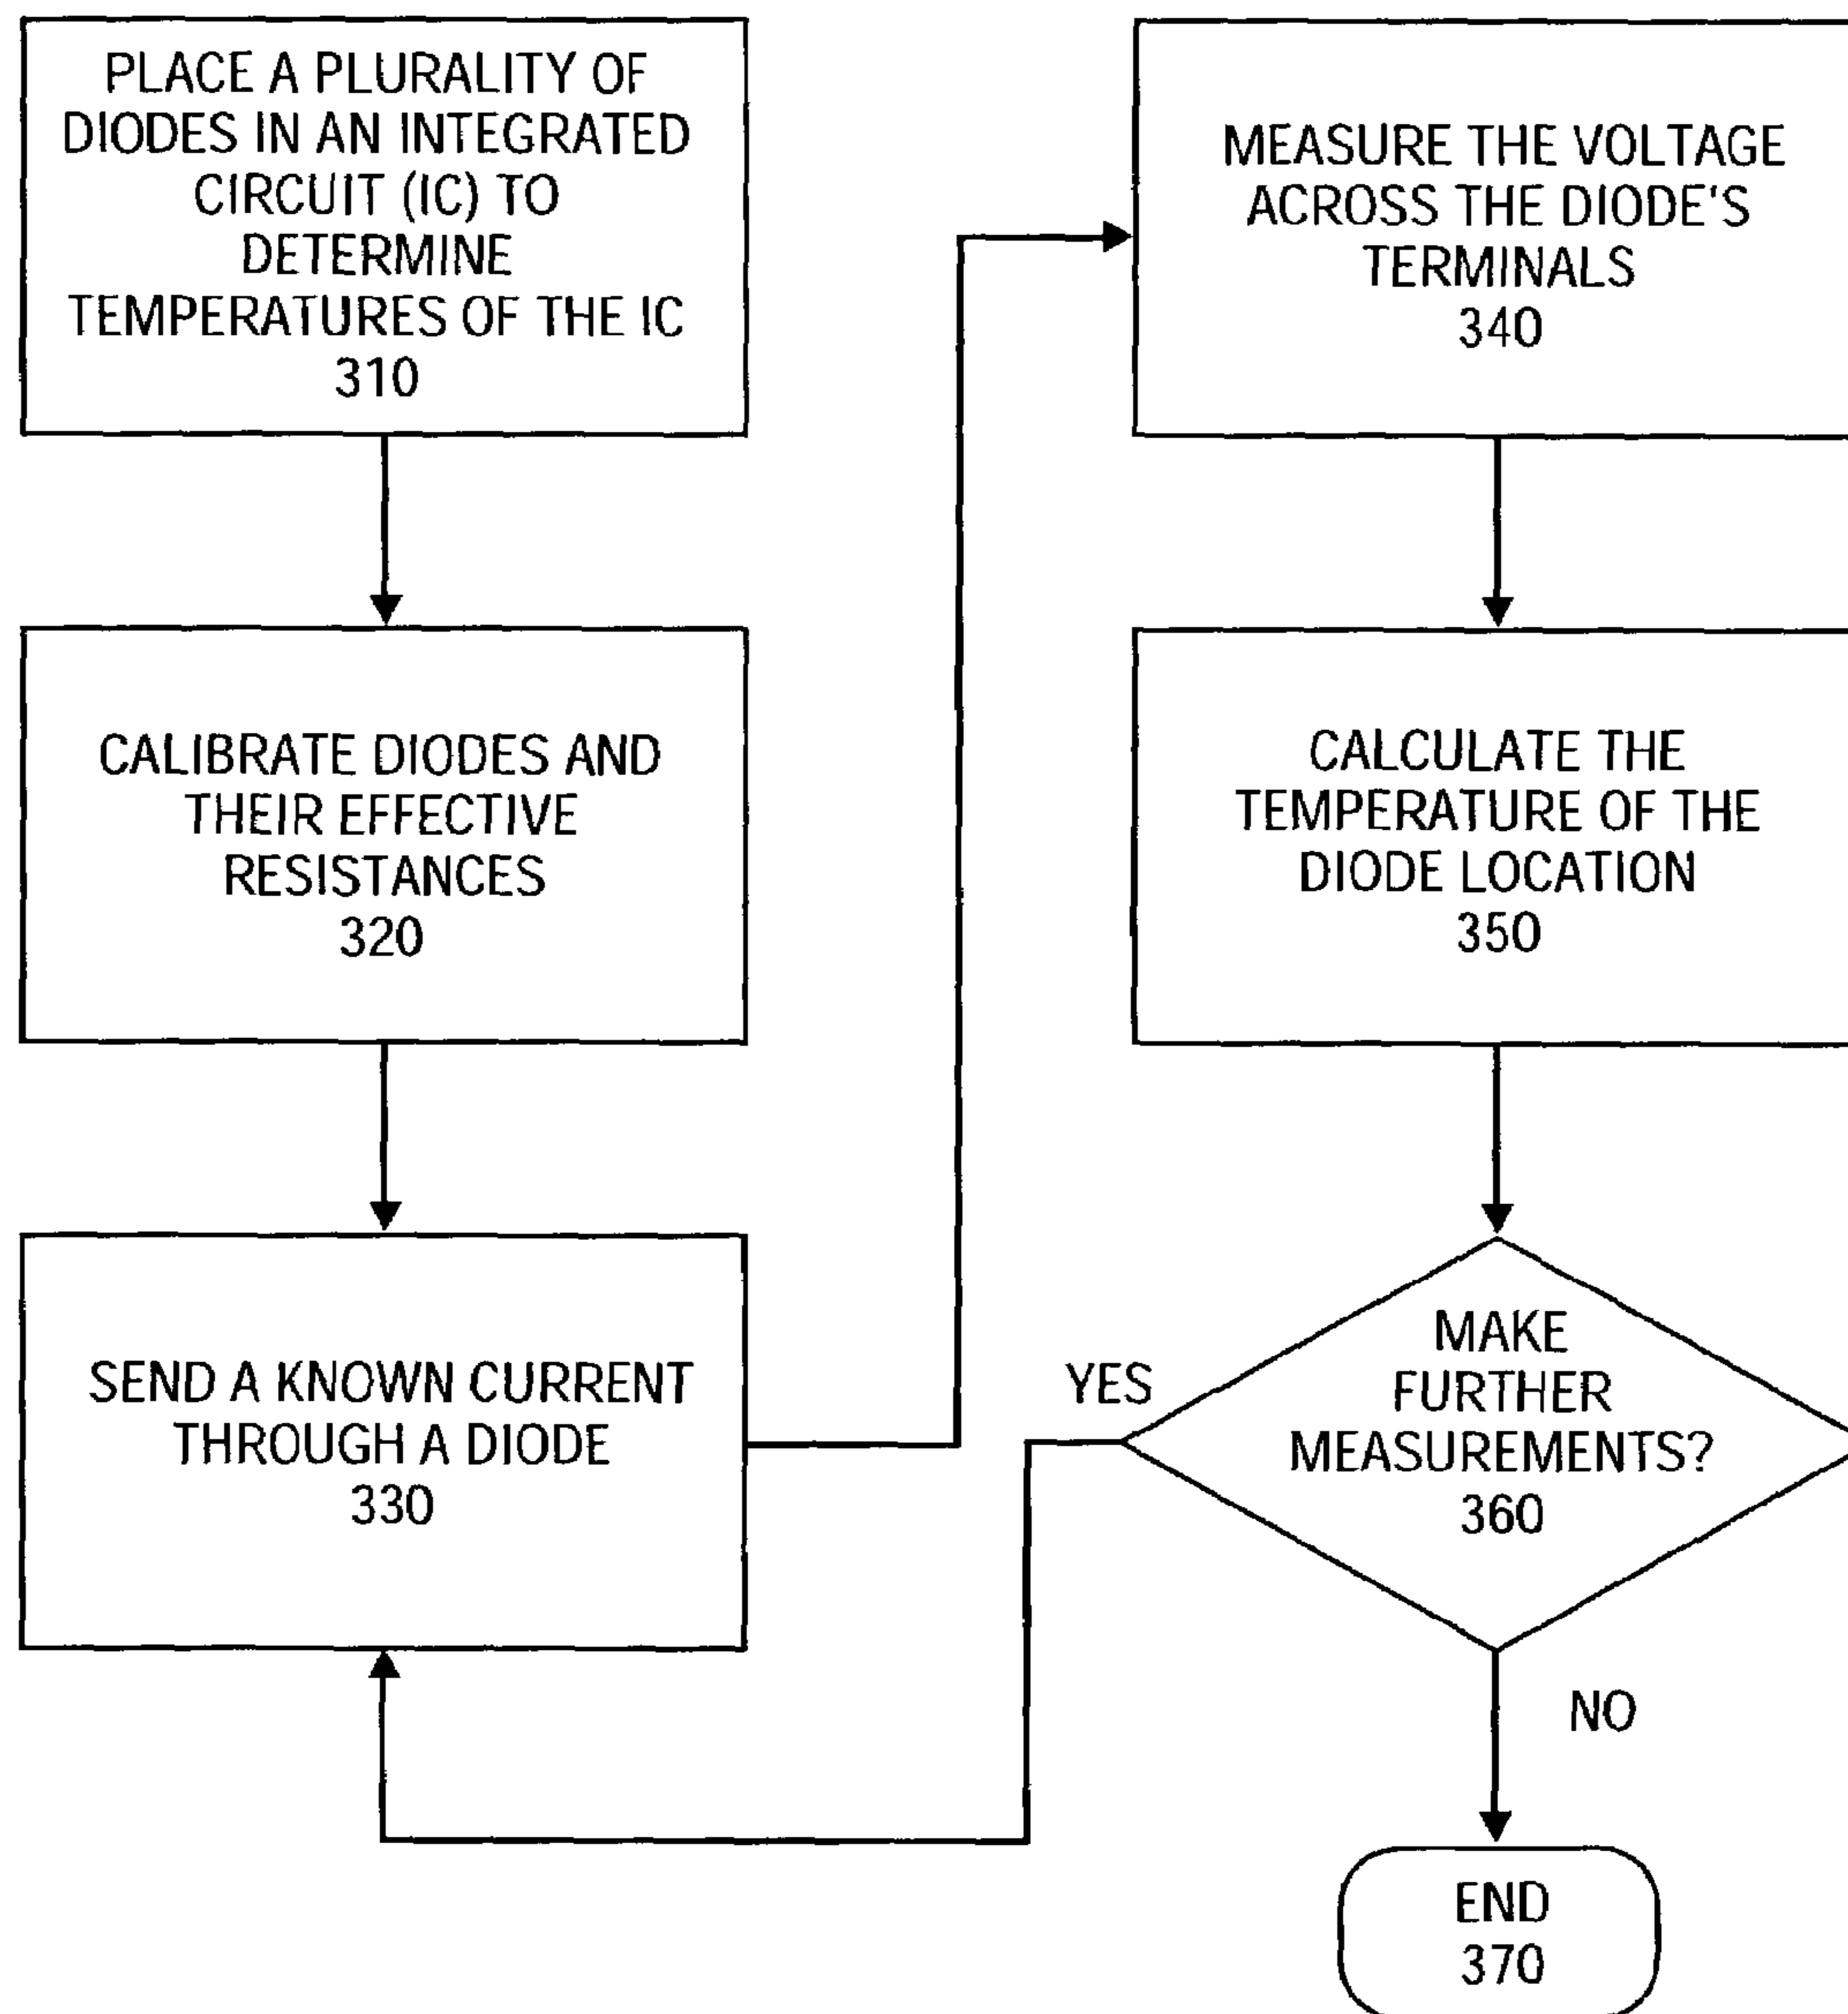 PLACE A PLURALITY OF
DIODES IN AN INTEGRATED
CIRCUIT (IC) TO
DETERMINE
TEMPERATURES OF THE IC
310
CALIBRATE DIODES AND
THEIR EFFECTIVE
RESISTANCES
320
SEND A KNOWN CURRENT
THROUGH A DIODE
330
MEASURE THE VOLTAGE
ACROSS THE DIODE'S
TERMINALS
340
CALCULATE THE
TEMPERATURE OF THE
DIODE LOCATION
350
MAKE
FURTHER
MEASUREMENTS?
360
YES
NO
END
370